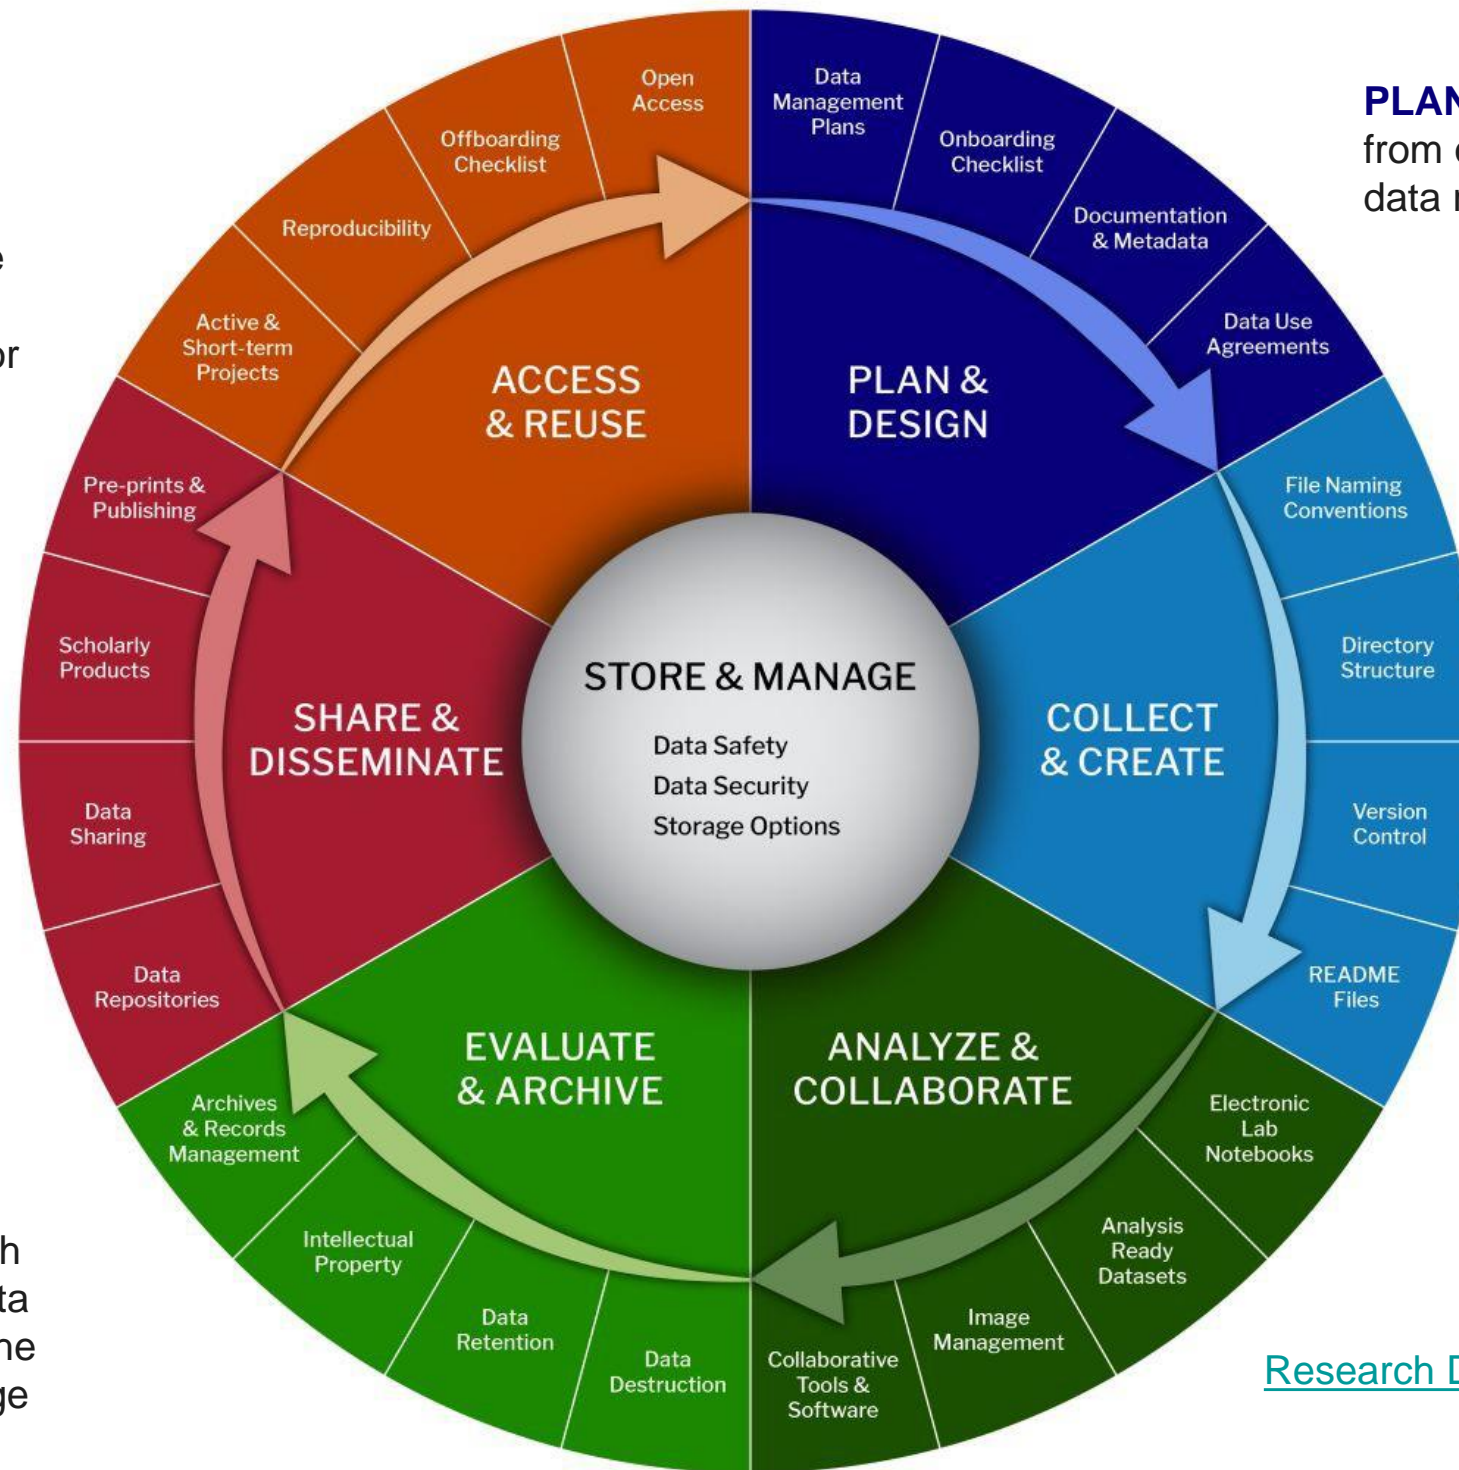 Open
Access
Offboarding
Checklist
Reproducibility
Active &
Short-term
Projects
ACCESS
& REUSE
Data
Management
Plans
Onboarding
Checklist
Documentation
& Metadata
Data Use
Agreements
PLAN &
DESIGN
File Naming
Conventions
Directory
Structure
Version
Control
README
Files
COLLECT
& CREATE
Electronic
Lab
Notebooks
Analysis
Ready
Datasets
Image
Management
Collaborative
Tools &
Software
ANALYZE &
COLLABORATE
Data
Destruction
Data
Retention
Intellectual
Property
Archives
& Records
Management
EVALUATE
& ARCHIVE
Data
Repositories
Data
Sharing
Scholarly
Products
Pre-prints &
Publishing
SHARE &
DISSEMINATE
STORE & MANAGE
Data Safety
Data Security
Storage Options
PLAN
from
data
Research